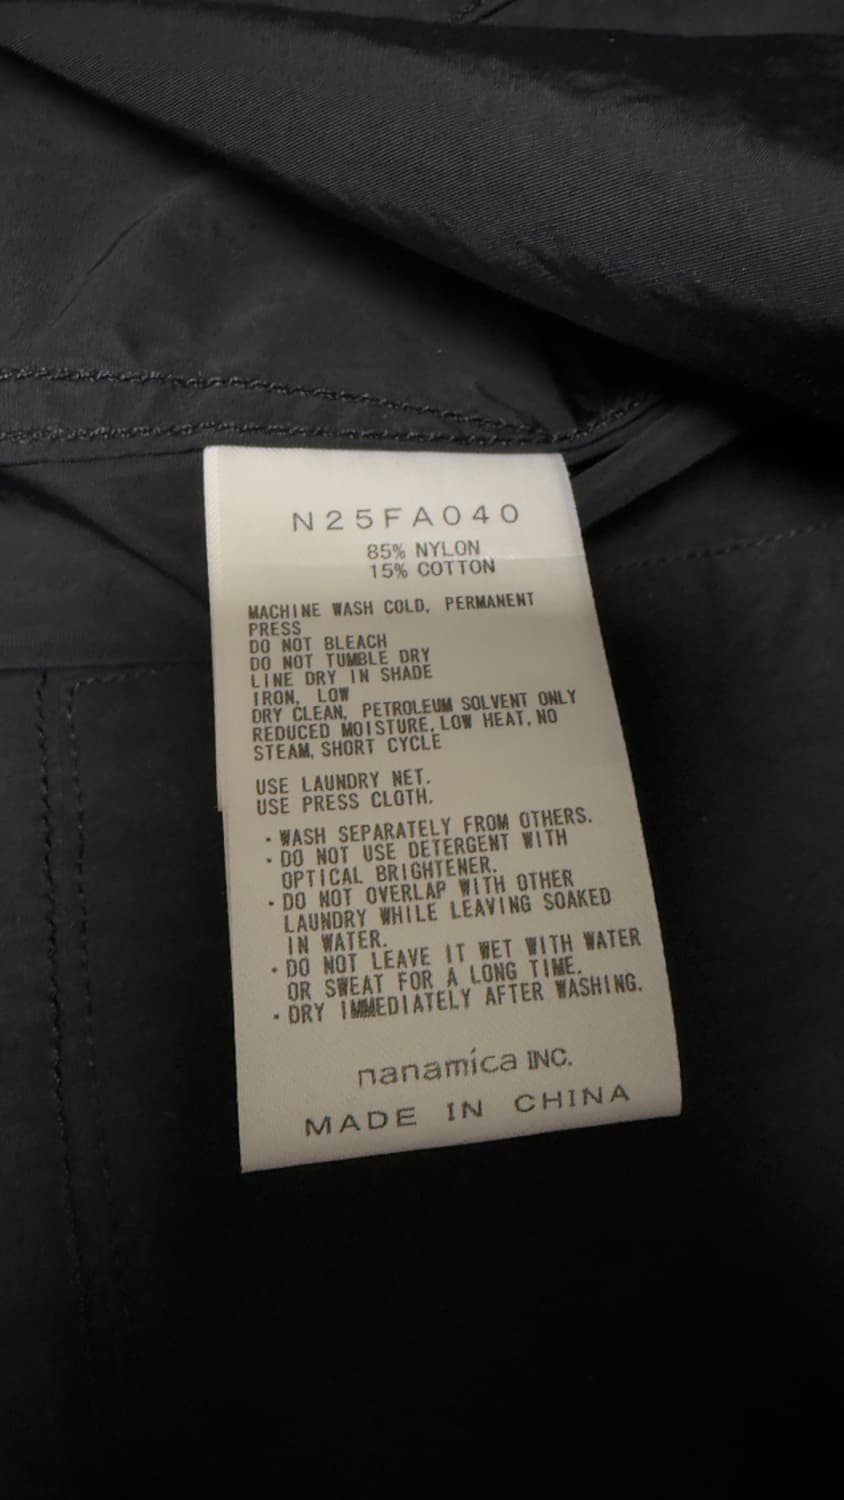 N25FA040
85% NYLON
15% COTTON
MACHINE WASH COLD, PERMANENT
PRESS
DO NOT BLEACH
DO NOT TUMBLE DRY
LINE DRY IN SHADE
IRON, LOW
DRY CLEAN, PETROLEUM SOLVENT ONLY
REDUCED MOISTURE, LOW HEAT, NO
STEAM, SHORT CYCLE
USE LAUNDRY NET.
USE PRESS CLOTH.
・WASH SEPARATELY FROM OTHERS.
・DO NOT USE DETERGENT WITH
OPTICAL BRIGHTENER.
・DO NOT OVERLAP WITH OTHER
LAUNDRY WHILE LEAVING SOAKED
IN WATER.
・DO NOT LEAVE IT WET WITH WATER
OR SWEAT FOR A LONG TIME.
・DRY IMMEDIATELY AFTER WASHING.
nanamica INC.
MADE IN CHINA